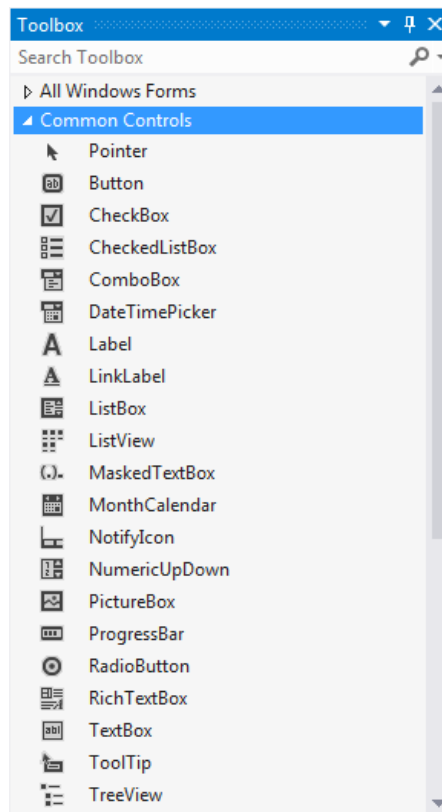 Toolbox
Search Toolbox
All Windows Forms
Common Controls
Pointer
Button
CheckBox
CheckedListBox
ComboBox
DateTimePicker
Label
LinkLabel
ListBox
ListView
MaskedTextBox
MonthCalendar
NotifyIcon
NumericUpDown
PictureBox
ProgressBar
RadioButton
RichTextBox
TextBox
ToolTip
TreeView